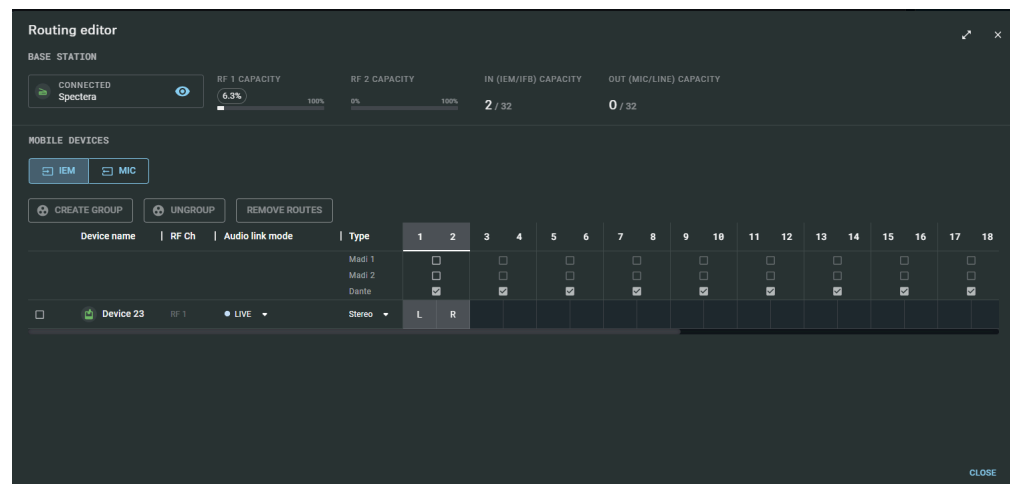 Routing editor
BASE STATION
CONNECTED
Spectera
RF 1 CAPACITY
6.3%
100%
RF 2 CAPACITY
0%
100%
IN (IEM/IFB) CAPACITY
2 / 32
OUT (MIC/LINE) CAPACITY
0 / 32
MOBILE DEVICES
IEM MIC
CREATE GROUP UNGROUP REMOVE ROUTES
Device name RF Ch Audio link mode Type 1 2 3 4 5 6 7 8 9 10 11 12 13 14 15 16 17 18
Madi 1
Madi 2
Dante
Device 23 RF 1 LIVE Stereo L R
CLOSE